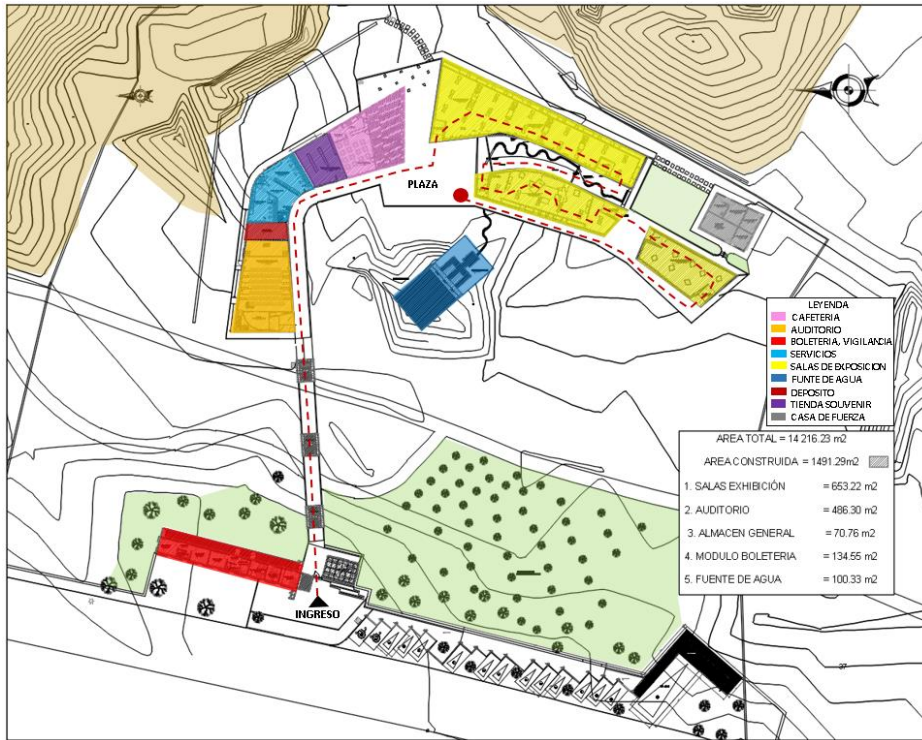 PLAZA
INGRESO
LEYENDA
CAFETERIA
AUDITORIO
BOLETERIA, VIGILANCIA
SERVICIOS
SALAS DE EXPOSICION
FUNTE DE AGUA
DEPOSITO
TIENDA SOUVENIR
CASA DE FUERZA
AREA TOTAL = 14 216.23 m2
AREA CONSTRUIDA = 1491.29m2
1. SALAS EXHIBICIÓN = 653.22 m2
2. AUDITORIO = 486.30 m2
3. ALMACEN GENERAL = 70.76 m2
4. MODULO BOLETERIA = 134.55 m2
5. FUENTE DE AGUA = 100.33 m2